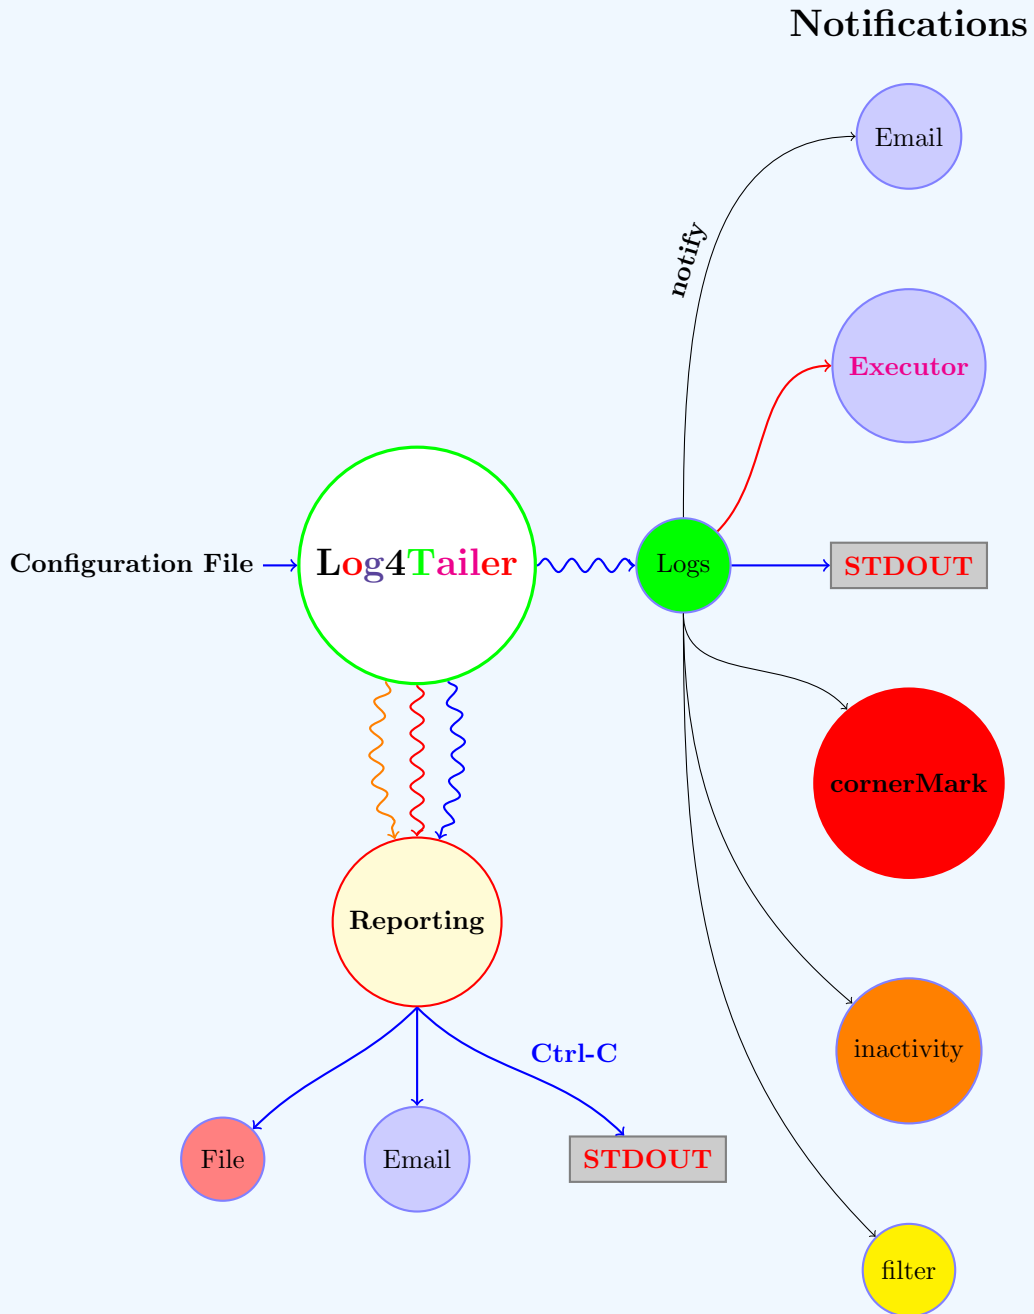 Notifications
Email
notify
Executor
Configuration File
Log4Tailer
Logs
STDOUT
cornerMark
Reporting
inactivity
Ctrl-C
File
Email
STDOUT
filter